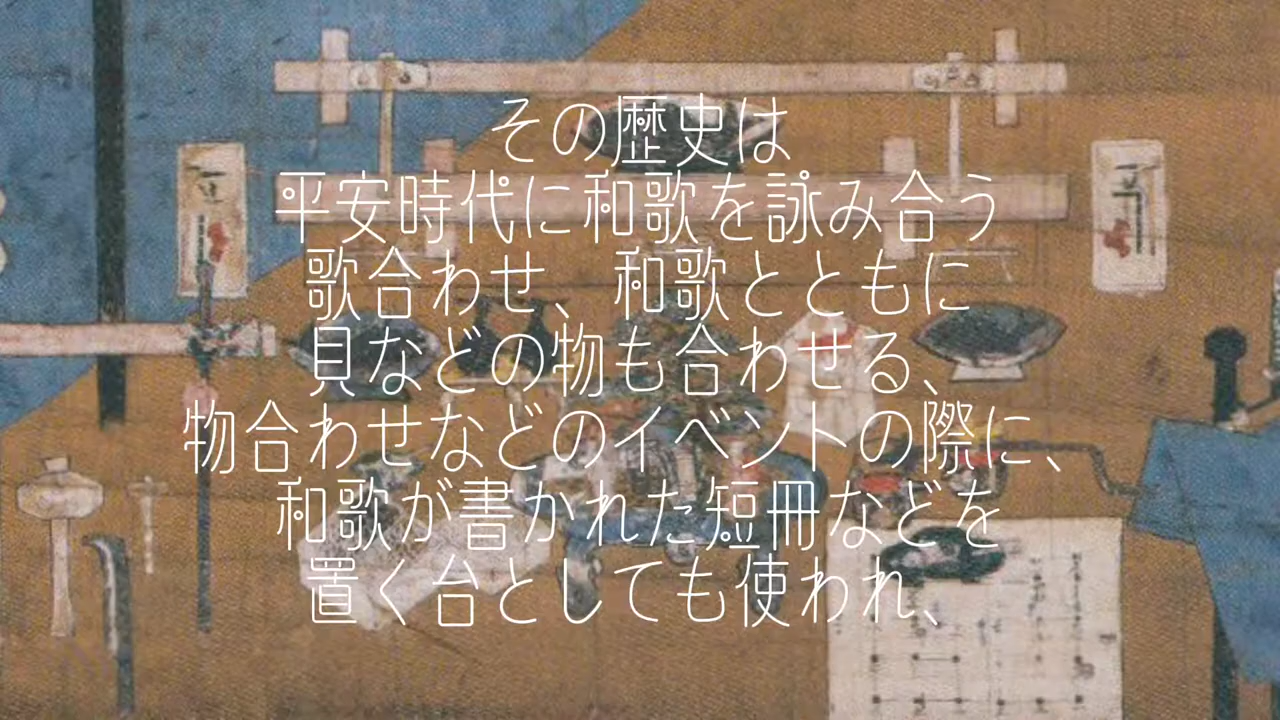 その歴史は
平安時代に和歌を詠み合う
歌合わせ、和歌とともに
貝などの物も合わせる、
物合わせなどのイベントの際に、
和歌が書かれた短冊などを
置く台としても使われ、